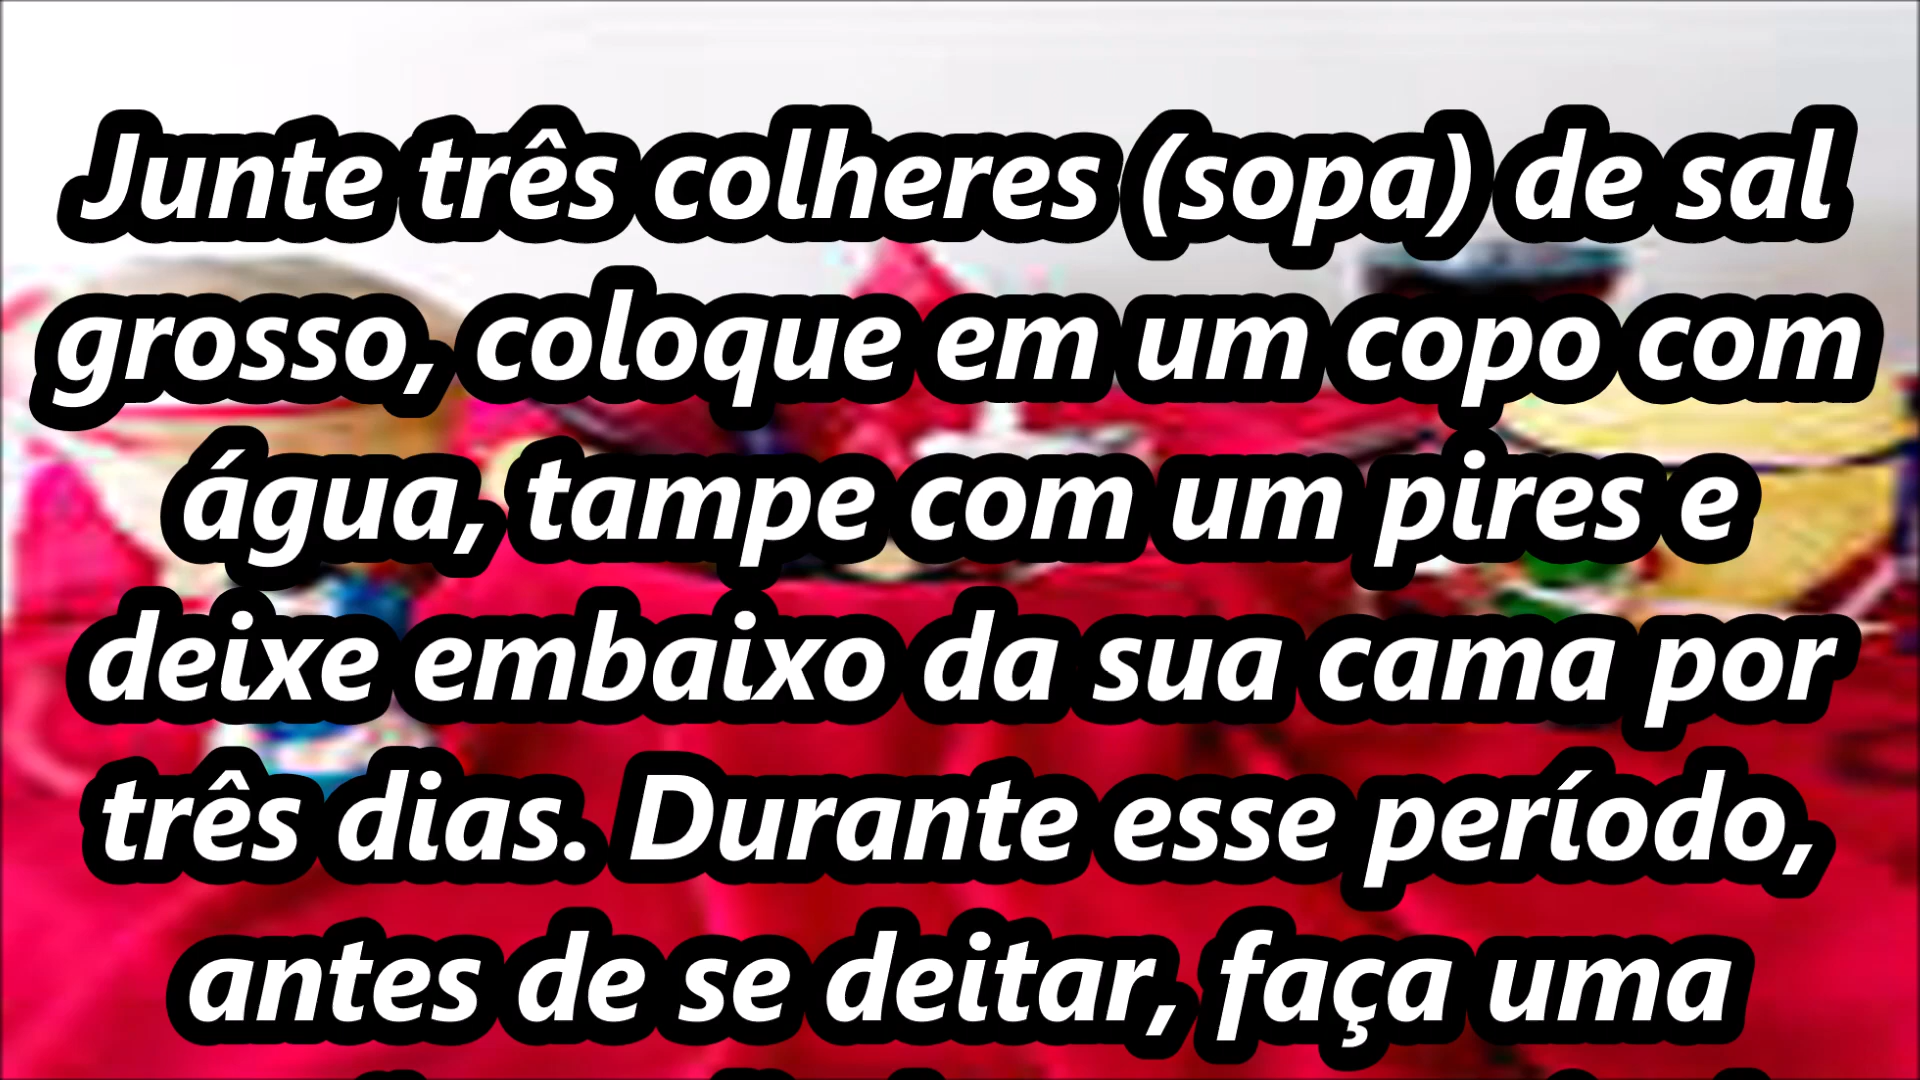 Junte três colheres (sopa) de sal
grosso, coloque em um copo com
água, tampe com um pires e
deixe embaixo da sua cama por
três dias. Durante esse período,
antes de se deitar, faça uma